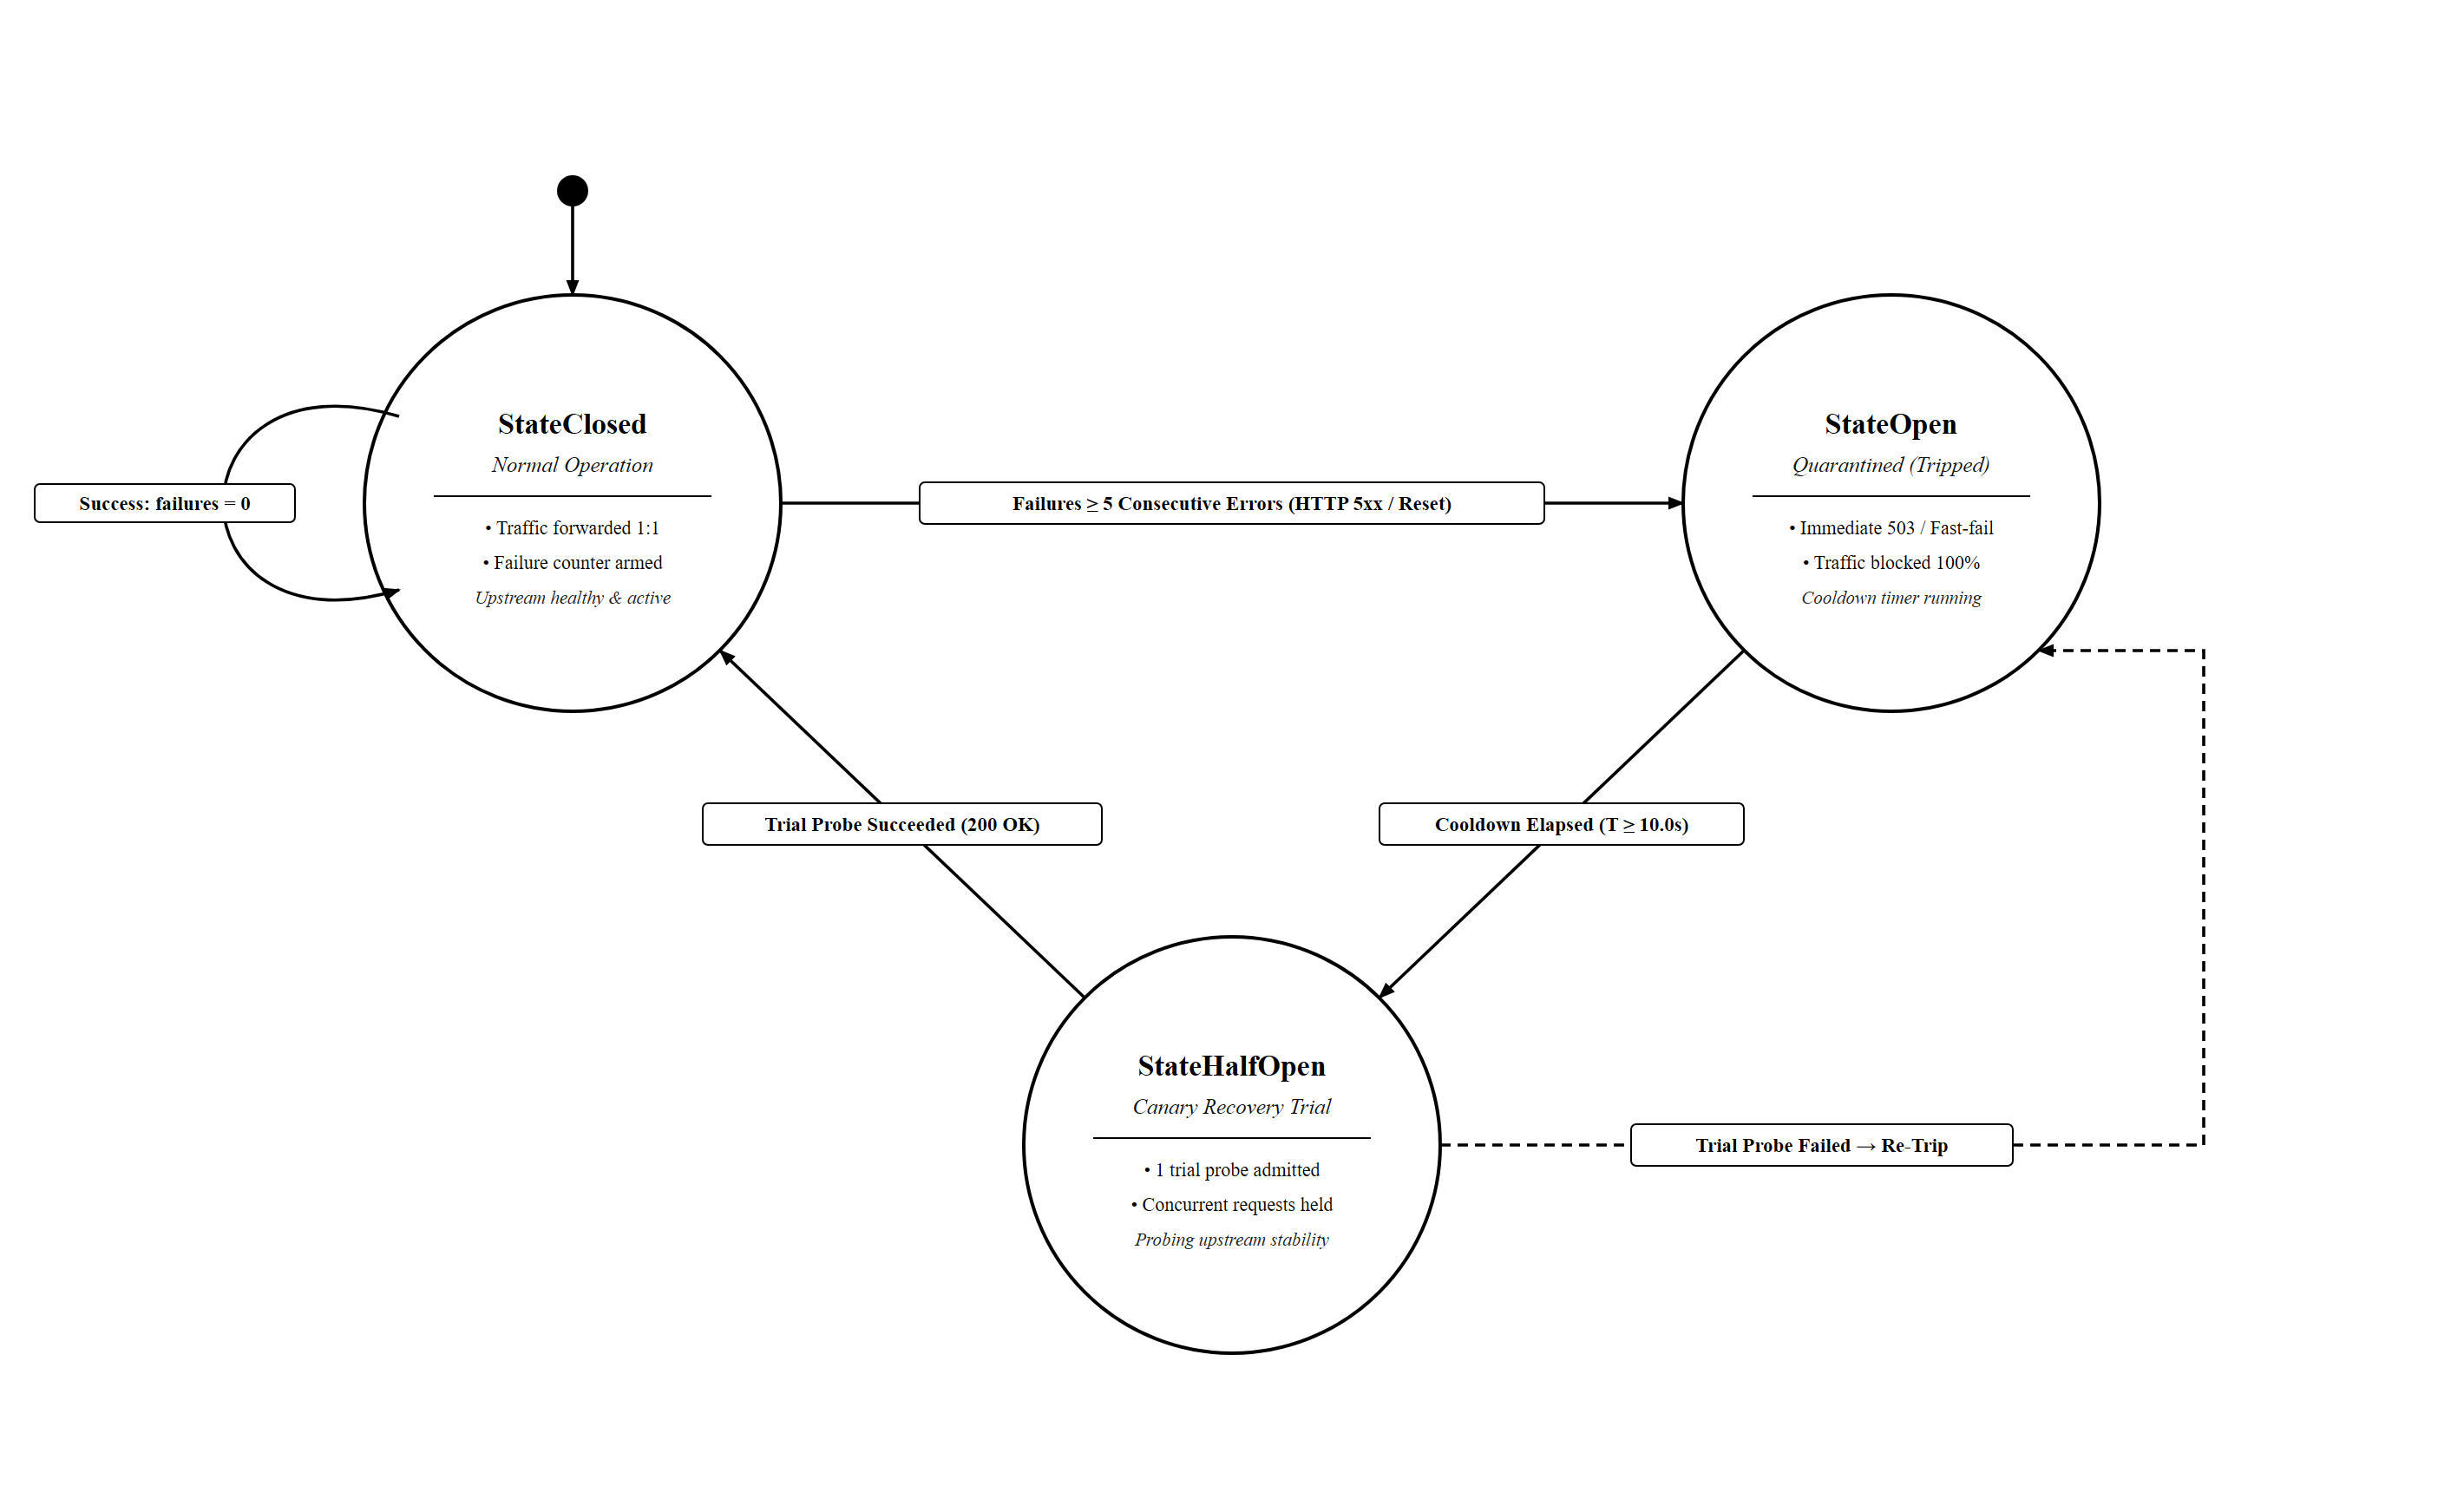 StateClosed
Normal Operation
• Traffic forwarded 1:1
• Failure counter armed
Upstream healthy & active
Success: failures = 0
Failures ≥ 5 Consecutive Errors (HTTP 5xx / Reset)
StateOpen
Quarantined (Tripped)
• Immediate 503 / Fast-fail
• Traffic blocked 100%
Cooldown timer running
Trial Probe Succeeded (200 OK)
Cooldown Elapsed (T ≥ 10.0s)
StateHalfOpen
Canary Recovery Trial
• 1 trial probe admitted
• Concurrent requests held
Probing upstream stability
Trial Probe Failed → Re-Trip